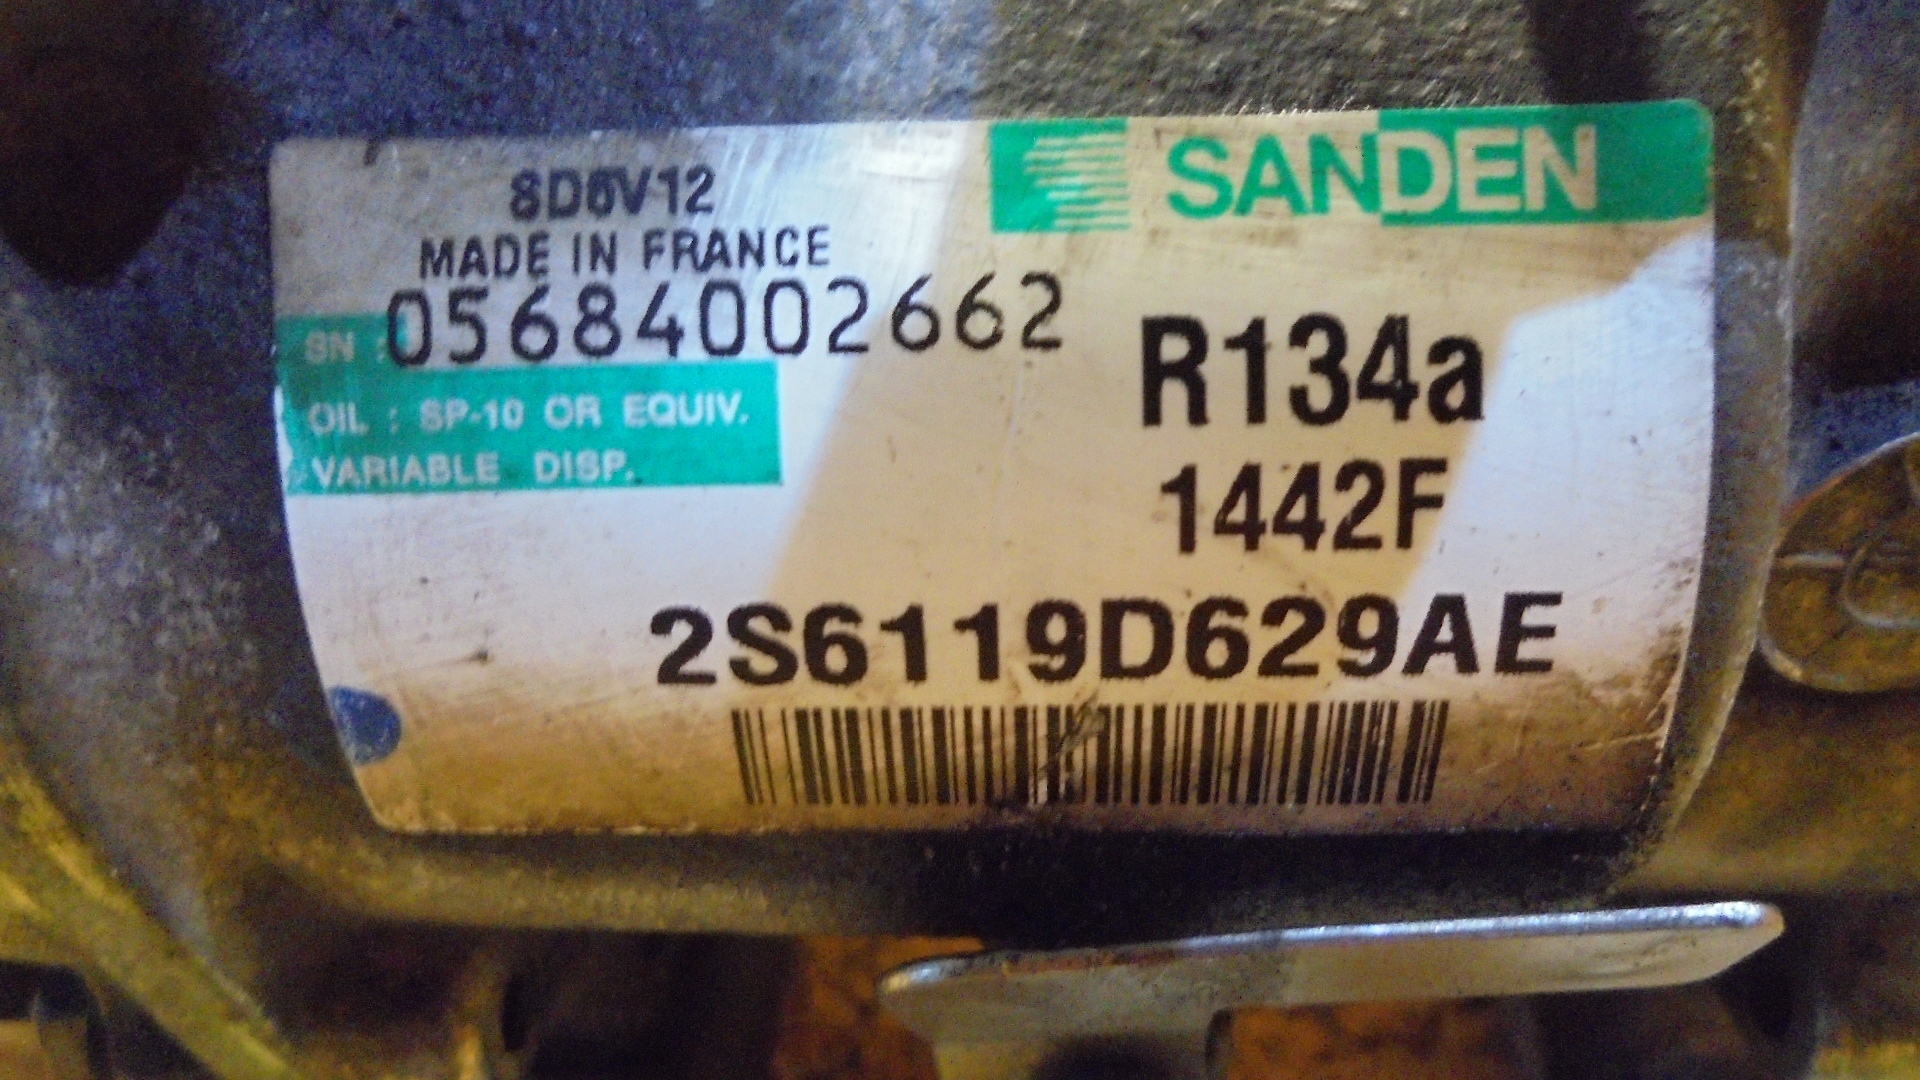 SANDEN
SD6V12
MADE IN FRANCE
SN : 05684002662
OIL : SP-10 OR EQUIV.
VARIABLE DISP.
R134a
1442F
2S6119D629AE